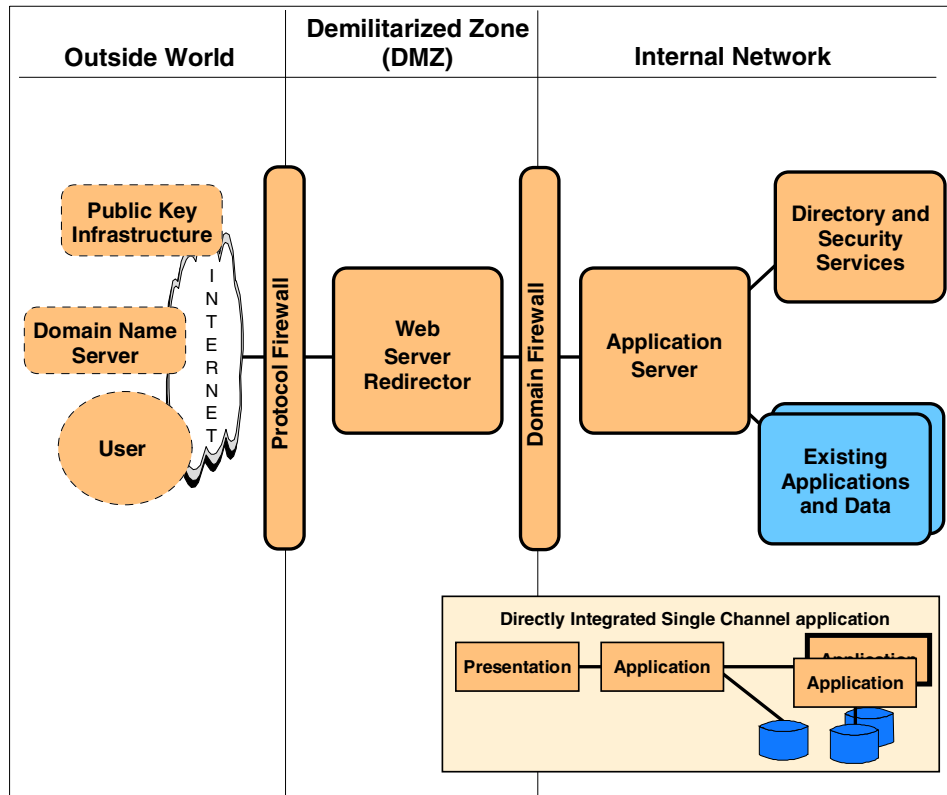 Outside World
Demilitarized Zone
(DMZ)
Internal Network
Public Key
Infrastructure
Domain Name
Server
User
INTERNET
Protocol Firewall
Web
Server
Redirector
Domain Firewall
Application
Server
Directory and
Security
Services
Existing
Applications
and Data
Directly Integrated Single Channel application
Presentation
Application
Application
Application